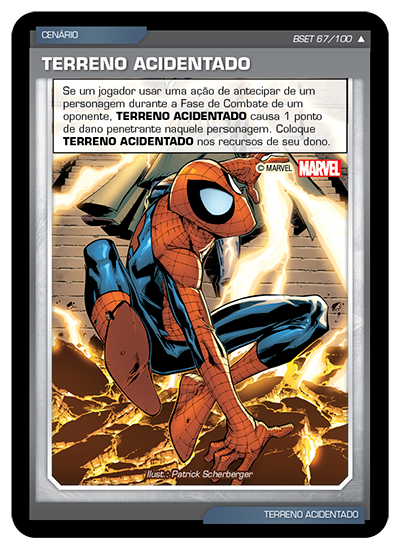 CENÁRIO
BSET 67/100 ▲
TERRENO ACIDENTADO
Se um jogador usar uma ação de antecipar de um
personagem durante a Fase de Combate de um
oponente, TERRENO ACIDENTADO causa 1 ponto
de dano penetrante naquele personagem. Coloque
TERRENO ACIDENTADO nos recursos de seu dono.
© MARVEL MARVEL
Ilust.: Patrick Scherberger
TERRENO ACIDENTADO